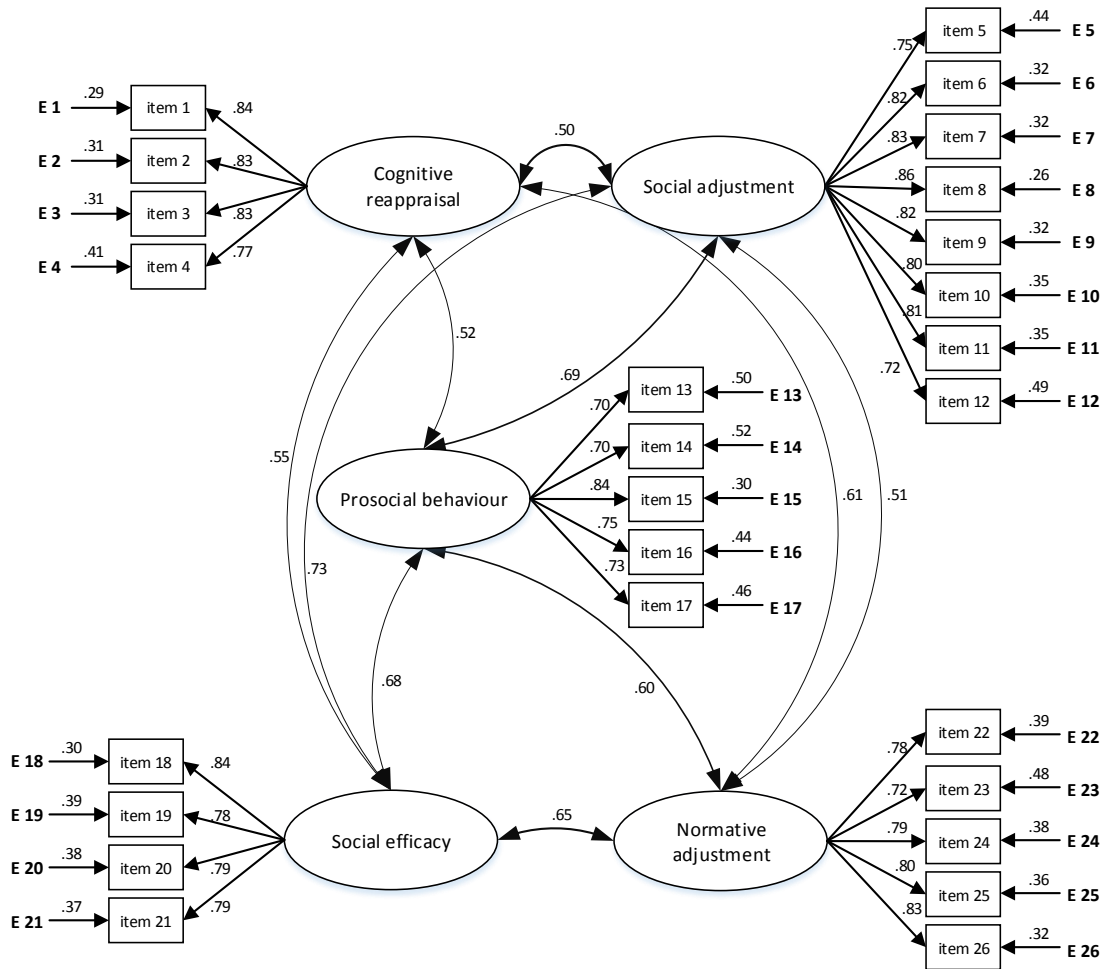 E 1
.29
item 1
.84
E 2
.31
item 2
.83
E 3
.31
item 3
.83
E 4
.41
item 4
.77
Cognitive
reappraisal
.50
Social adjustment
.75
item 5
.44
E 5
.82
item 6
.32
E 6
.83
item 7
.32
E 7
.86
item 8
.26
E 8
.82
item 9
.32
E 9
.80
item 10
.35
E 10
.81
item 11
.35
E 11
.72
item 12
.49
E 12
.52
.69
.55
.73
.61
.51
Prosocial behaviour
.70
item 13
.50
E 13
.70
item 14
.52
E 14
.84
item 15
.30
E 15
.75
item 16
.44
E 16
.73
item 17
.46
E 17
.68
.60
E 18
.30
item 18
.84
E 19
.39
item 19
.78
E 20
.38
item 20
.79
E 21
.37
item 21
.79
Social efficacy
.65
Normative
adjustment
.78
item 22
.39
E 22
.72
item 23
.48
E 23
.79
item 24
.38
E 24
.80
item 25
.36
E 25
.83
item 26
.32
E 26